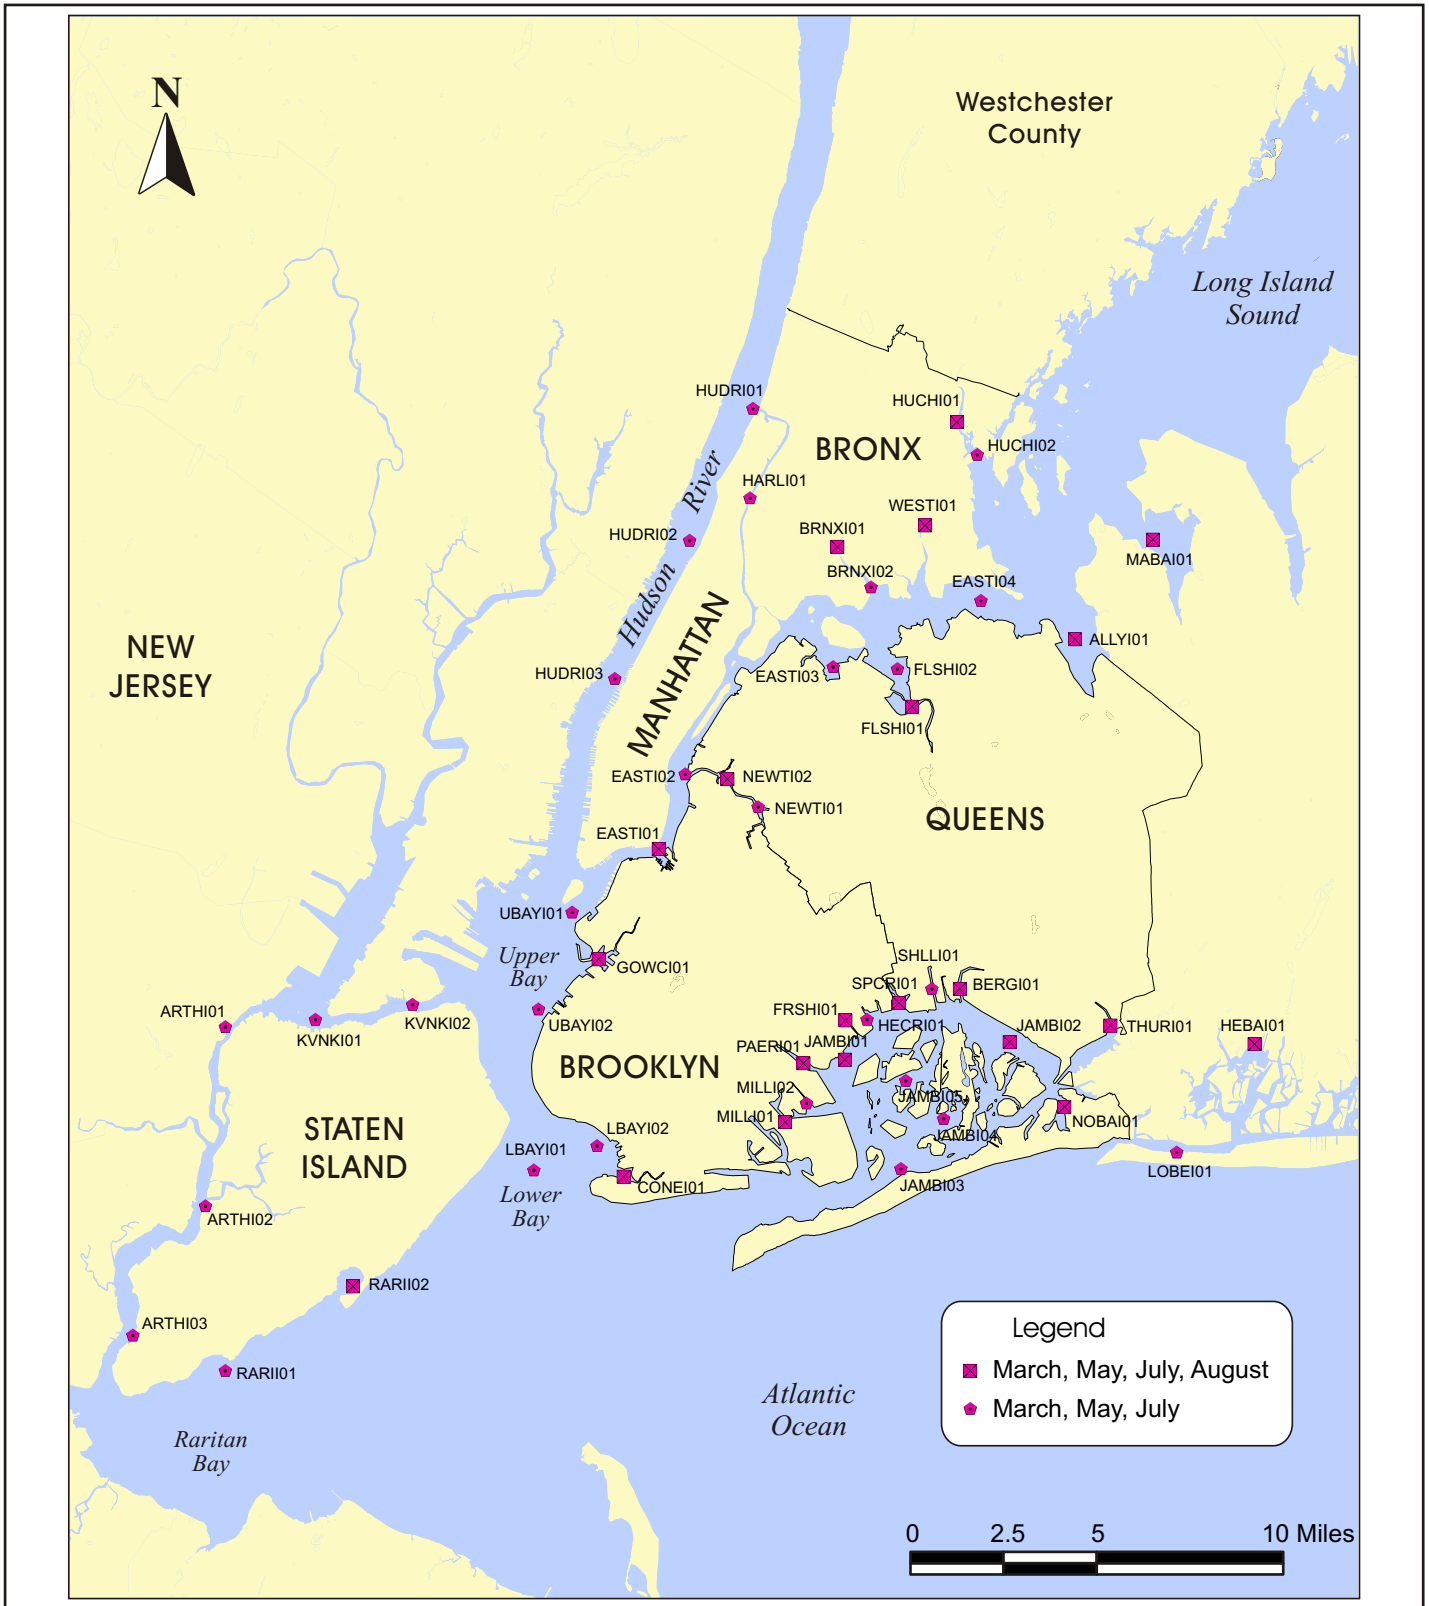 N
Westchester
County
Long Island
Sound
HUDRI01
HUCHI01
BRONX
HUCHI02
River
HARLI01
WESTI01
HUDRI02
BRNXI01
MABAI01
BRNXI02
EASTI04
Hudson
MANHATTAN
ALLYI01
NEW
JERSEY
HUDRI03
EASTI03
FLSHI02
FLSHI01
EASTI02
NEWTI02
NEWTI01
QUEENS
EASTI01
UBAYI01
Upper
Bay
GOWCI01
SHLLI01
SPCRI01
BERGI01
ARTHI01
KVNKI02
UBAYI02
FRSHI01
HECRI01
JAMBI02
THURI01
HEBAI01
KVNKI01
PAERI01
JAMBI01
BROOKLYN
MILLI02
JAMBI05
MILLI01
NOBAI01
STATEN
ISLAND
LBAYI02
JAMBI04
LBAYI01
LOBEI01
Lower
Bay
CONEI01
JAMBI03
ARTHI02
RARII02
ARTHI03
RARII01
Legend
March, May, July, August
March, May, July
Atlantic
Ocean
Raritan
Bay
0 2.5 5 10 Miles